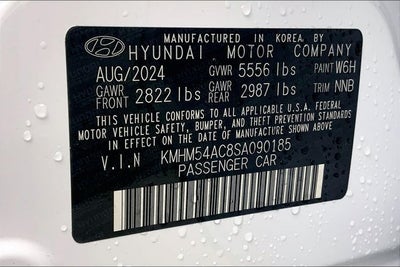 MANUFACTURED IN KOREA BY
HYUNDAI MOTOR COMPANY
AUG/2024 GVWR 5556 lbs PAINT W6H
GAWR FRONT 2822 lbs GAWR REAR 2987 lbs TRIM NNB
THIS VEHICLE CONFORMS TO ALL APPLICABLE U.S.A. FEDERAL
MOTOR VEHICLE SAFETY, BUMPER, AND THEFT PREVENTION STANDARDS
IN EFFECT ON THE DATE OF MANUFACTURE SHOWN ABOVE
V.I.N KMHM54AC8SA090185
PASSENGER CAR